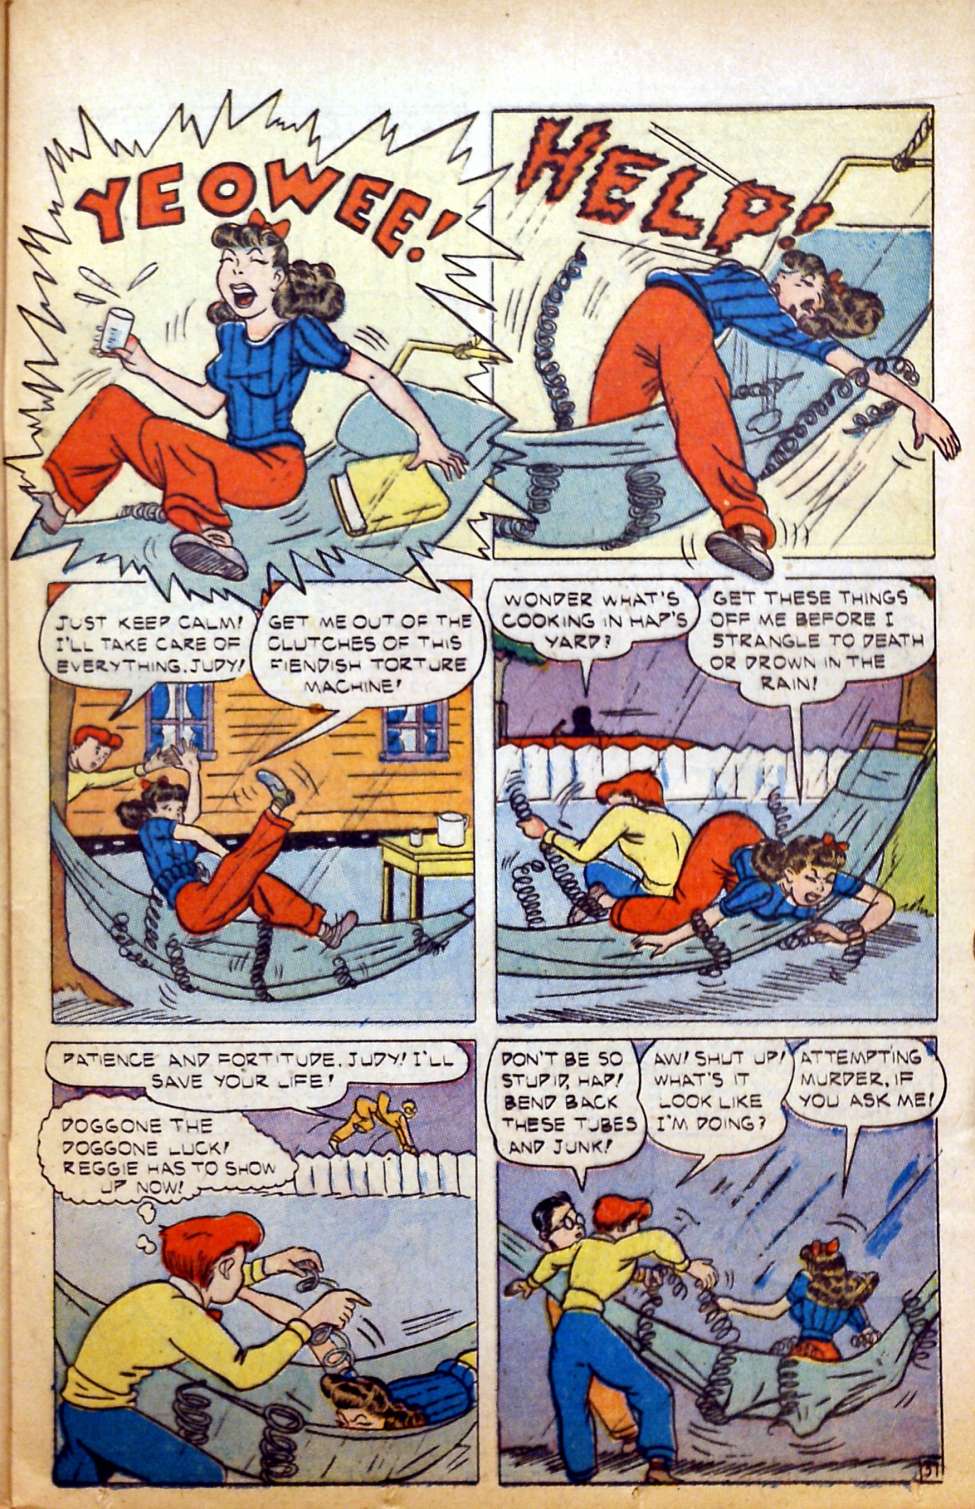 YEOWEE!
HELP!
JUST KEEP CALM!
I'LL TAKE CARE OF
EVERYTHING, JUDY!
GET ME OUT OF THE
CLUTCHES OF THIS
FIENDISH TORTURE
MACHINE!
WONDER WHAT'S
COOKING IN HAP'S
YARD?
GET THESE THINGS
OFF ME BEFORE I
STRANGLE TO DEATH
OR DROWN IN THE
RAIN!
PATIENCE AND FORTITUDE, JUDY! I'LL
SAVE YOUR LIFE!
DOGGONE THE
DOGGONE LUCK!
REGGIE HAS TO SHOW
UP NOW!
DON'T BE SO
STUPID, HAP!
BEND BACK
THESE TUBES
AND JUNK!
AW! SHUT UP!
WHAT'S IT
LOOK LIKE
I'M DOING?
ATTEMPTING
MURDER, IF
YOU ASK ME!
37